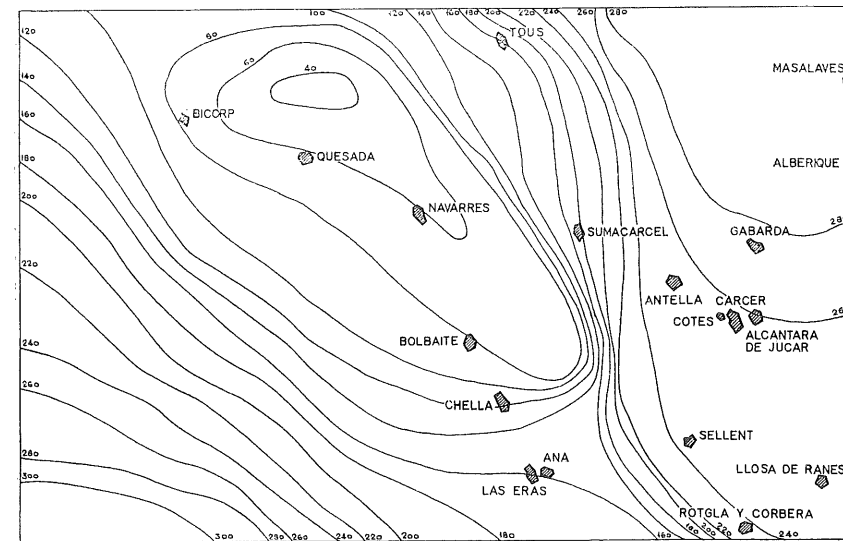 100
120
140
160
180
200
220
240
260
280
120
140
160
180
200
220
240
260
280
300
80
60
40
TOUS
MASALAVES
BICORP
QUESADA
ALBERIQUE
NAVARRES
SUMACARCEL
GABARDA
28
ANTELLA
CARCER
COTES
ALCANTARA
DE JUCAR
26
BOLBAITE
CHELLA
SELLENT
ANA
LAS ERAS
LLOSA DE RANES
ROTGLA Y CORBERA
300
280
260
240
220
200
180
160
180
200
220
240